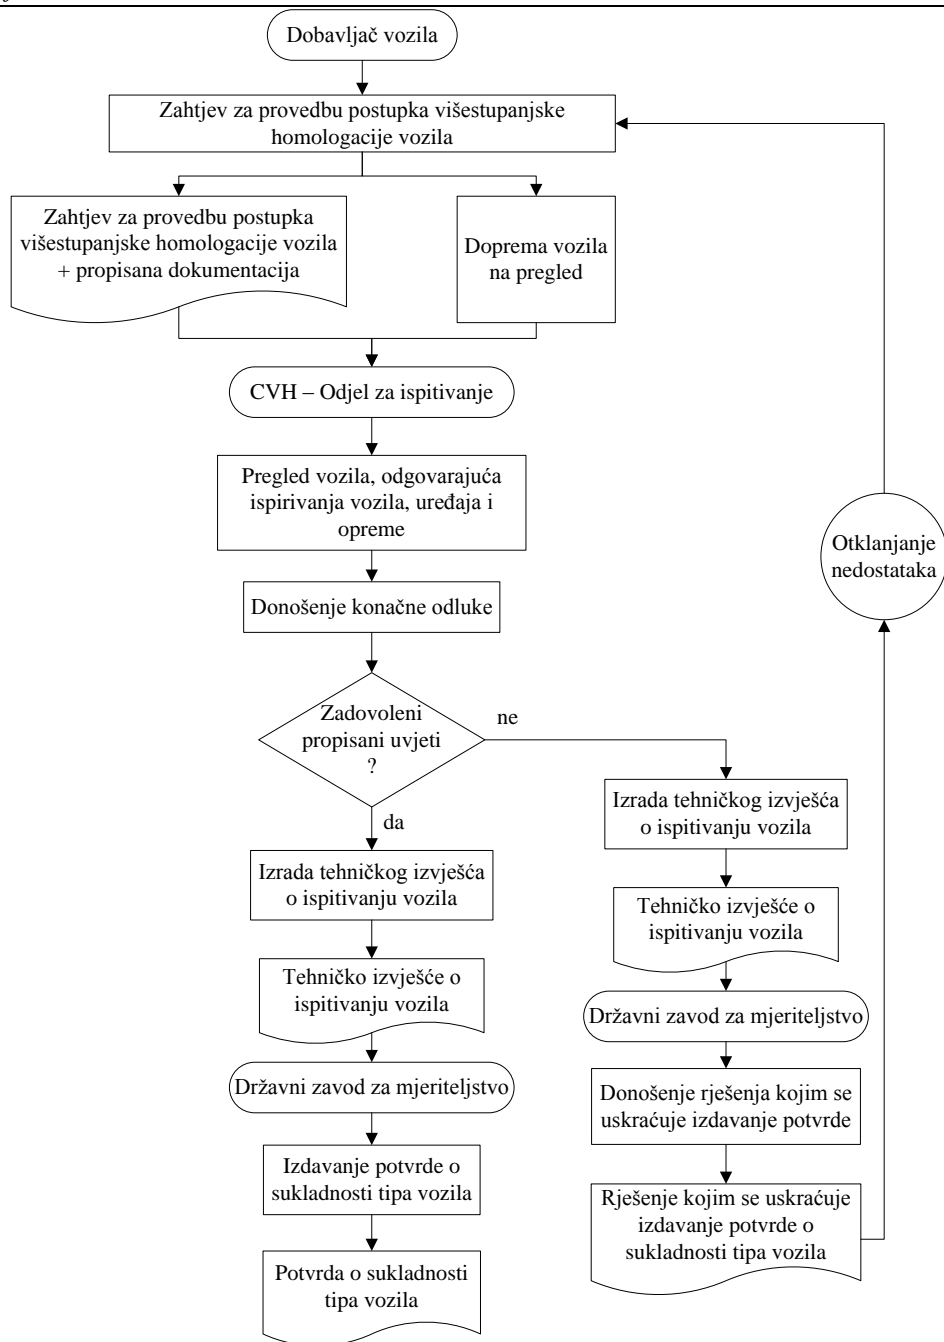 Dobavljač vozila
Zahtjev za provedbu postupka višestupanjske
homologacije vozila
Zahtjev za provedbu postupka
višestupanjske homologacije vozila
+ propisana dokumentacija
Doprema vozila
na pregled
CVH – Odjel za ispitivanje
Pregled vozila, odgovarajuća
ispirivanja vozila, uređaja i
opreme
Donošenje konačne odluke
Zadovoleni
propisani uvjeti
?
ne
da
Izrada tehničkog izvješća
o ispitivanju vozila
Tehničko izvješće o
ispitivanju vozila
Državni zavod za mjeriteljstvo
Izdavanje potvrde o
sukladnosti tipa vozila
Potvrda o sukladnosti
tipa vozila
Izrada tehničkog izvješća
o ispitivanju vozila
Tehničko izvješće o
ispitivanju vozila
Državni zavod za mjeriteljstvo
Donošenje rješenja kojim se
uskraćuje izdavanje potvrde
Rješenje kojim se uskraćuje
izdavanje potvrde o
sukladnosti tipa vozila
Otklanjanje
nedostataka